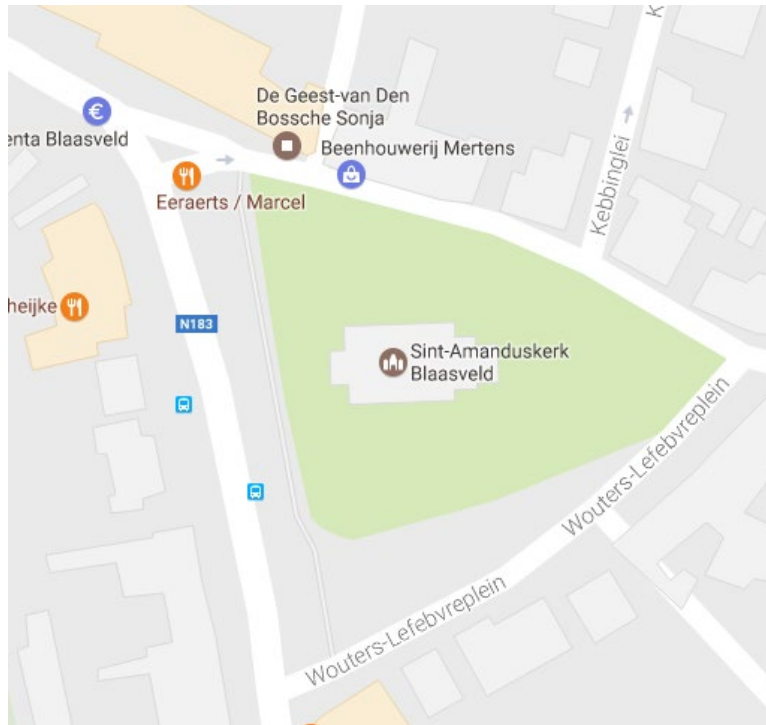 De Geest-van Den
Bossche Sonja
enta Blaasveld
Beenhouwerij Mertens
Eeraerts / Marcel
Kebbinglei
K
heijke
N183
Sint-Amanduskerk
Blaasveld
Wouters-Lefebvreplein
Wouters-Lefebvreplein